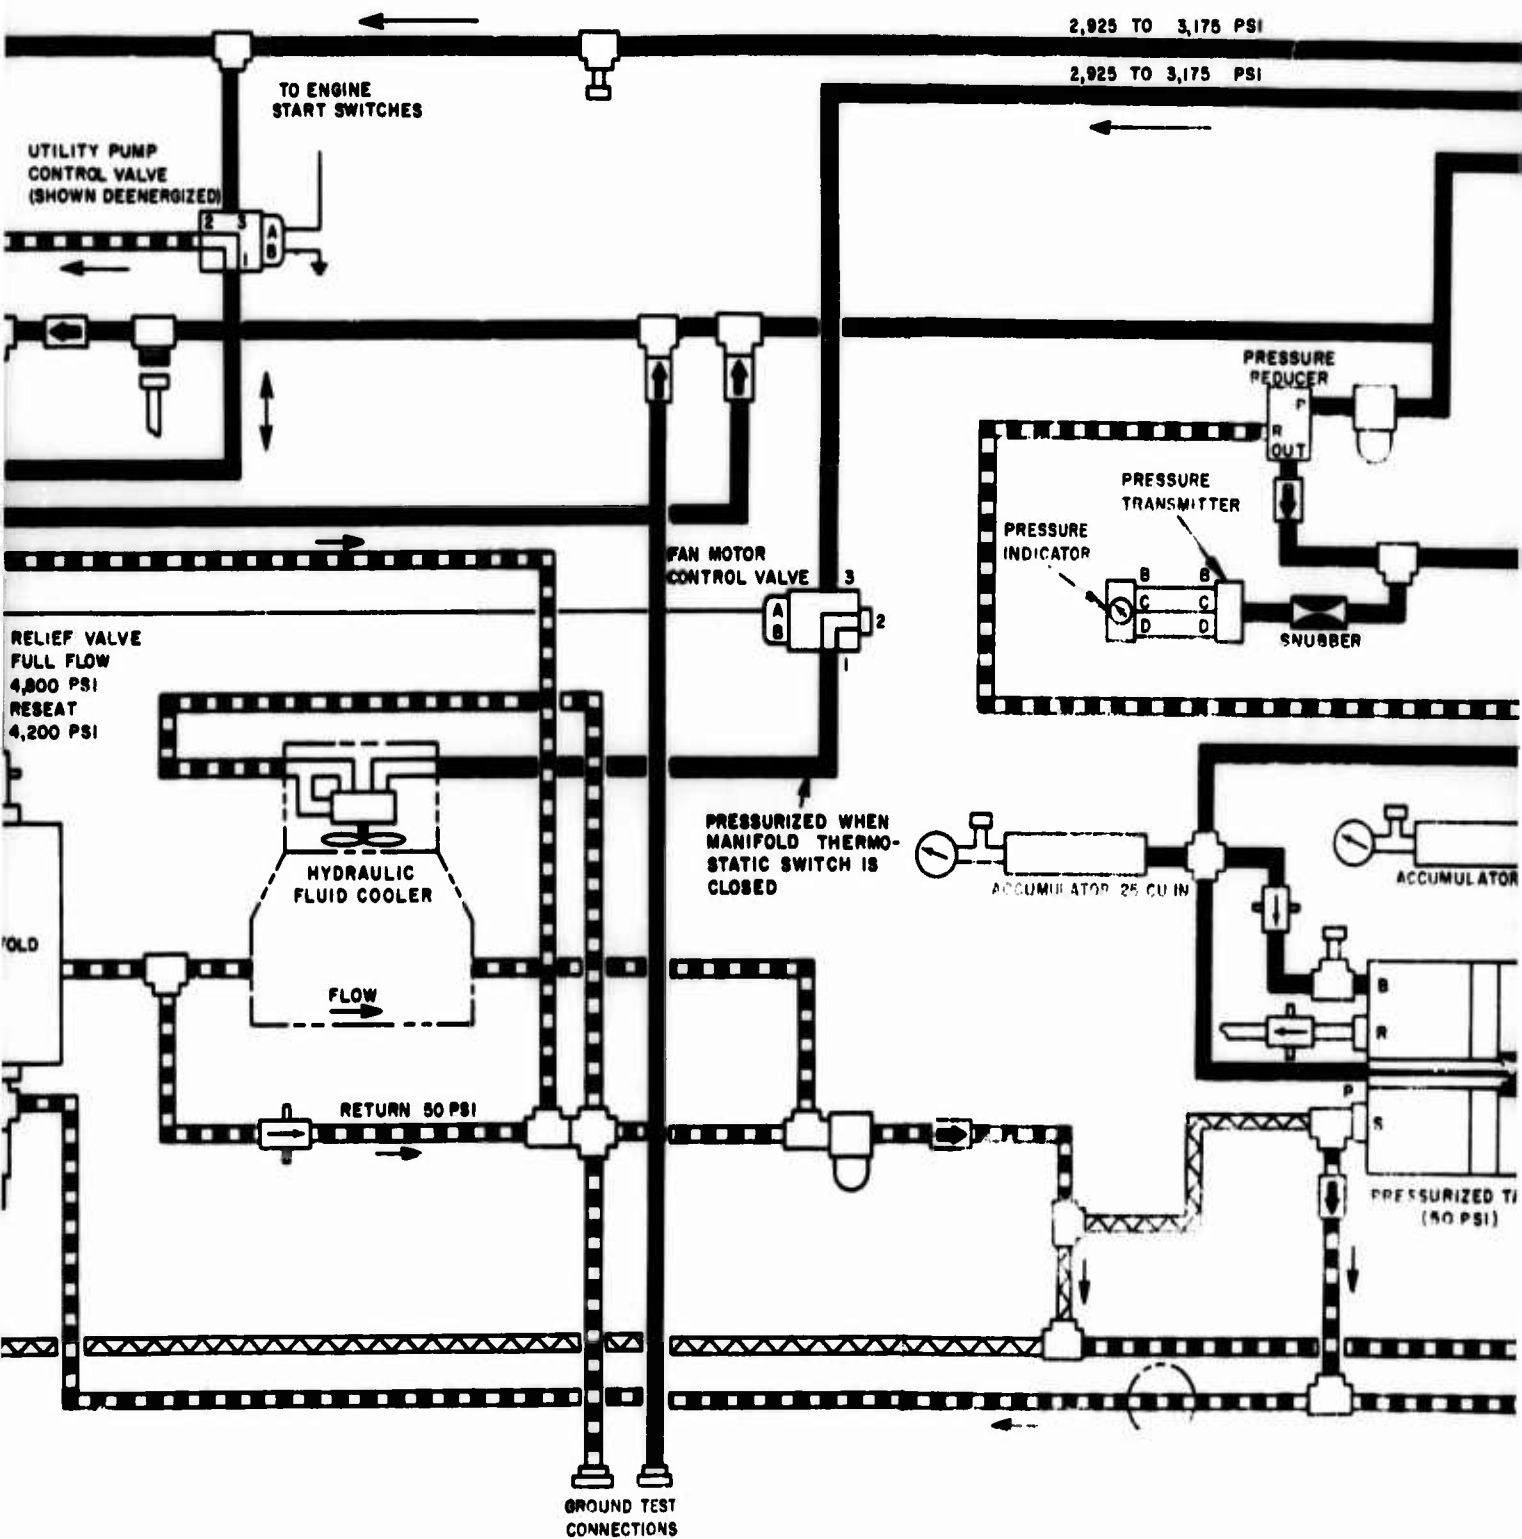 2,925 TO 3,175 PSI
2,925 TO 3,175 PSI
TO ENGINE
START SWITCHES
UTILITY PUMP
CONTROL VALVE
(SHOWN DEENERGIZED)
2 3
A
B
1
PRESSURE
REDUCER
P
R
OUT
PRESSURE
TRANSMITTER
PRESSURE
INDICATOR
B B
C C
D D
SNUBBER
FAN MOTOR
CONTROL VALVE
3
A
B
2
1
RELIEF VALVE
FULL FLOW
4,800 PSI
RESEAT
4,200 PSI
PRESSURIZED WHEN
MANIFOLD THERMO-
STATIC SWITCH IS
CLOSED
HYDRAULIC
FLUID COOLER
ACCUMULATOR 25 CU IN
ACCUMULATOR
FOLD
FLOW
B
R
P
S
RETURN 50 PSI
PRESSURIZED TA
(50 PSI)
GROUND TEST
CONNECTIONS